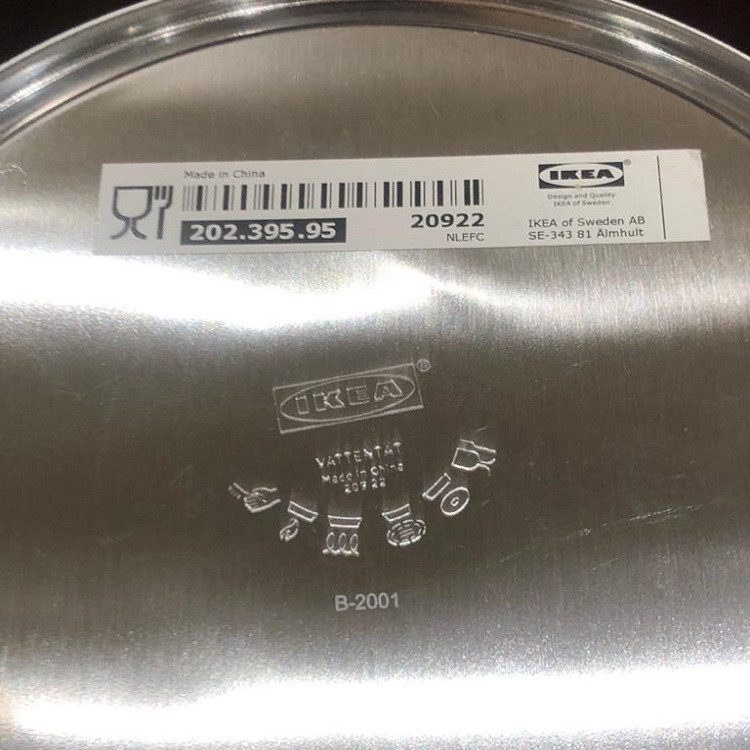 Made in China
202.395.95
20922
NLEFC
IKEA®
Design and Quality
IKEA of Sweden
IKEA of Sweden AB
SE-343 81 Älmhult
IKEA®
VATTENTÄT
Made in China
20922
B-2001